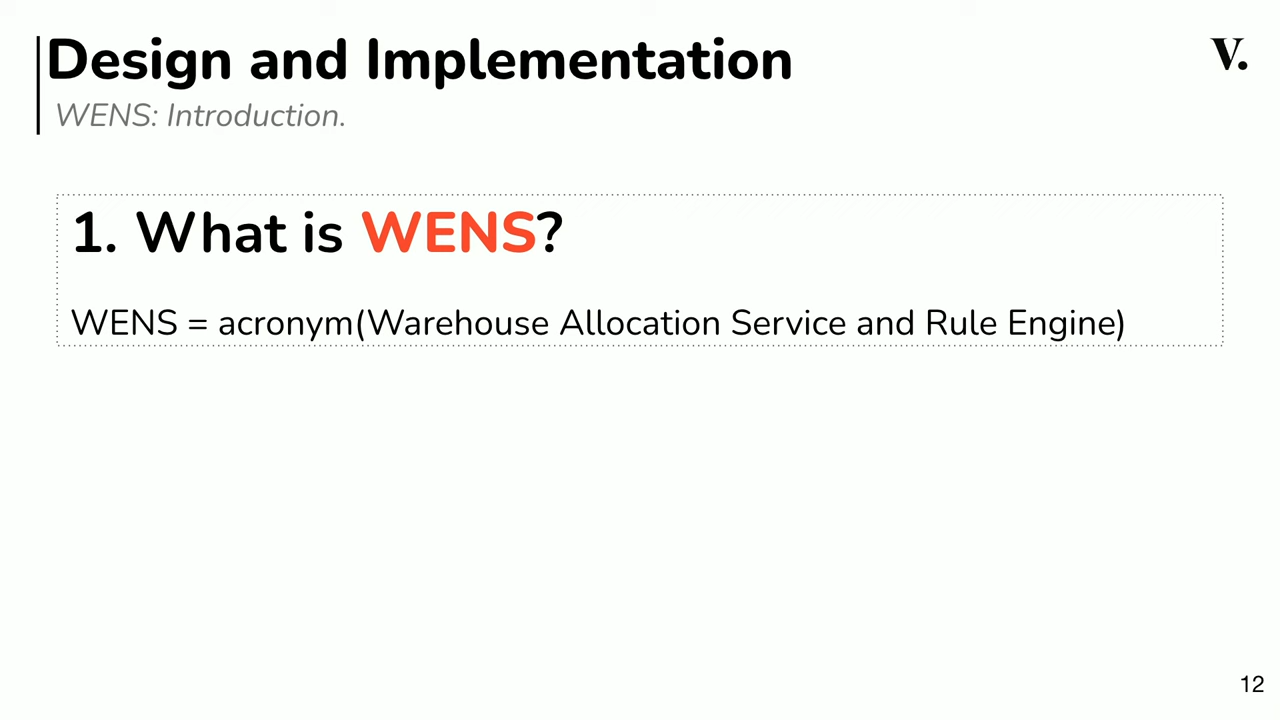 Design and Implementation
V.
WENS: Introduction.
1. What is WENS?
WENS = acronym(Warehouse Allocation Service and Rule Engine)
12